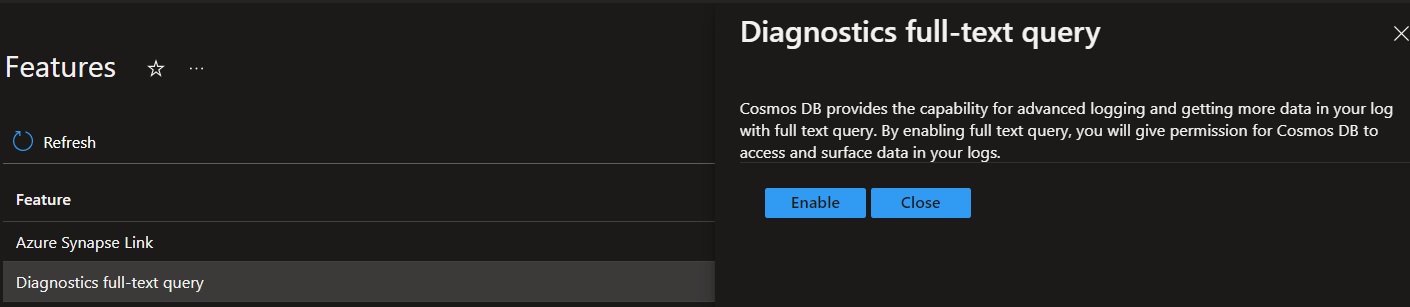 Features
Refresh
Feature
Azure Synapse Link
Diagnostics full-text query
Diagnostics full-text query
Cosmos DB provides the capability for advanced logging and getting more data in your log
with full text query. By enabling full text query, you will give permission for Cosmos DB to
access and surface data in your logs.
Enable Close